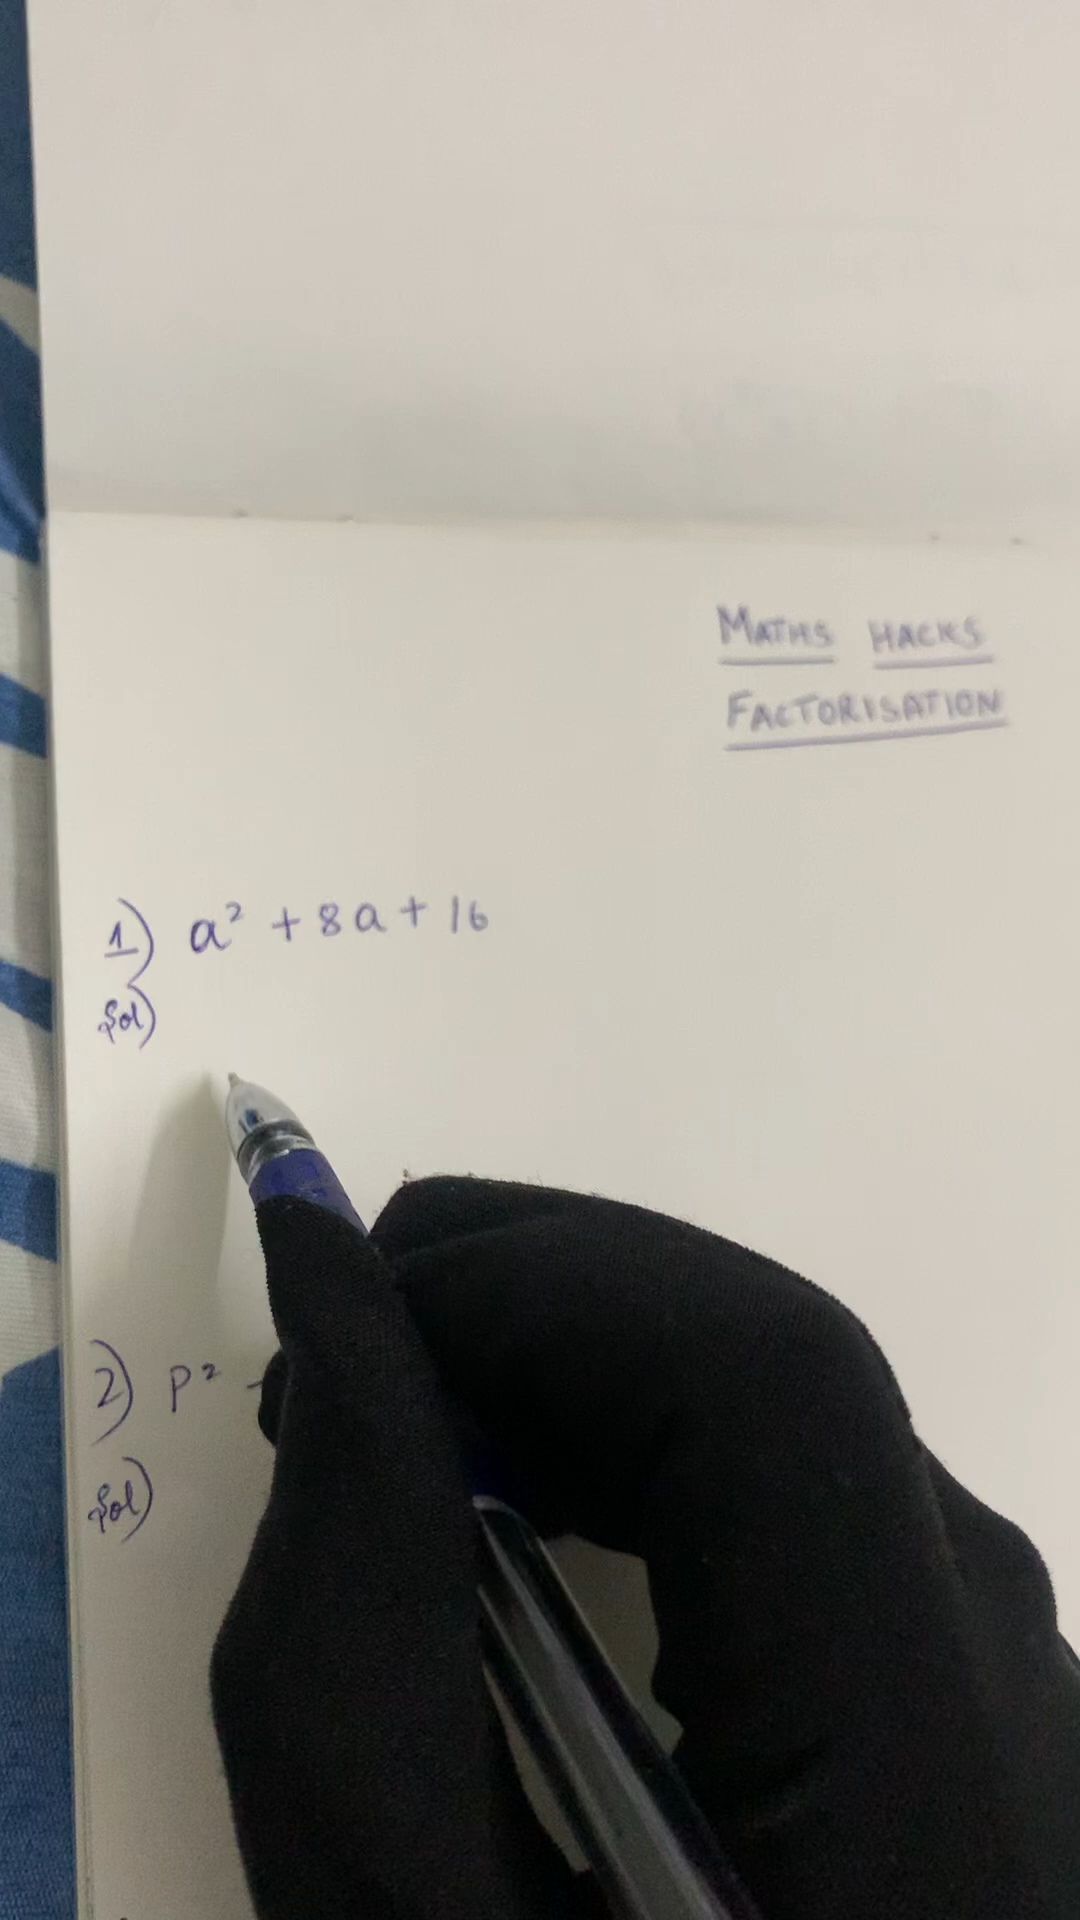 MATHS HACKS
FACTORISATION
1) a² + 8a + 16
Sol)
2) p² -
Sol)